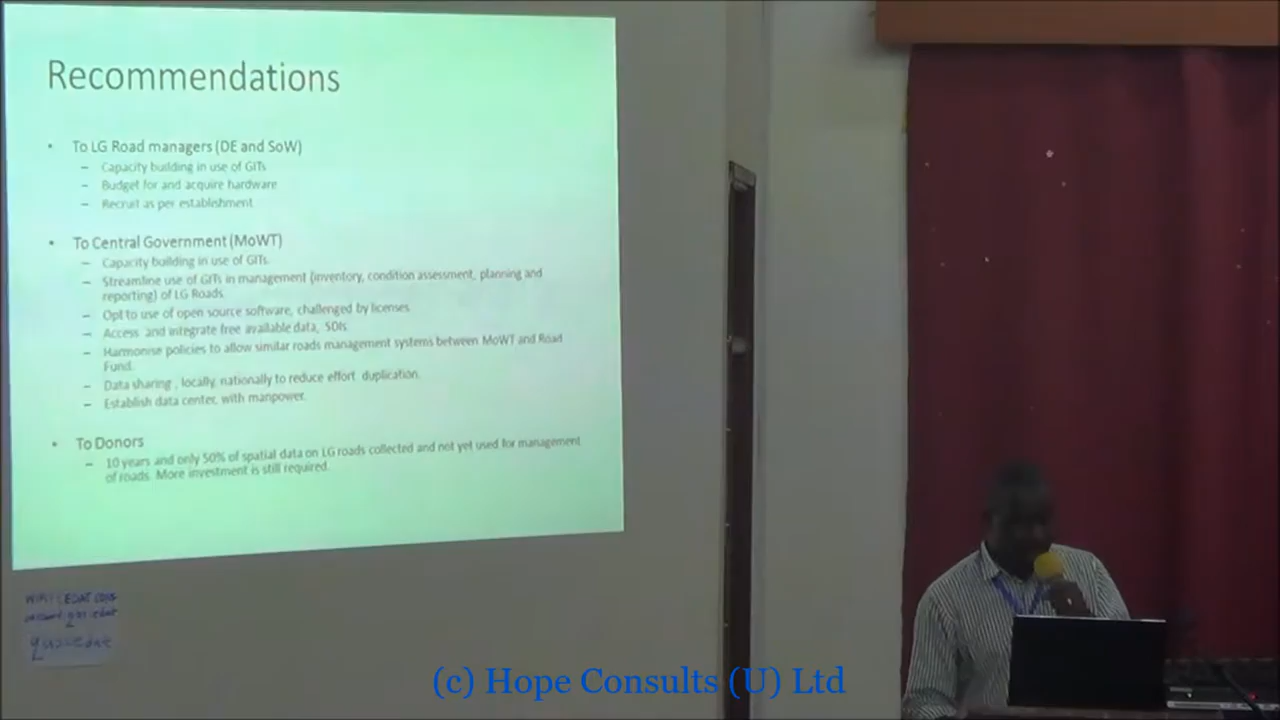 Recommendations
• To LG Road managers (DE and SoW)
– Capacity building in use of GITs
– Budget for and acquire hardware
– Recruit as per establishment
• To Central Government (MoWT)
– Capacity building in use of GITs.
– Streamline use of GITs in management (inventory, condition assessment, planning and
reporting) of LG Roads
– Opt to use of open source software, challenged by licenses
– Access and integrate free available data, SDIs
– Harmonise policies to allow similar roads management systems between MoWT and Road
Fund.
– Data sharing , locally, nationally to reduce effort duplication.
– Establish data center, with manpower.
• To Donors
– 10 years and only 50% of spatial data on LG roads collected and not yet used for management
of roads. More investment is still required.
(c) Hope Consults (U) Ltd